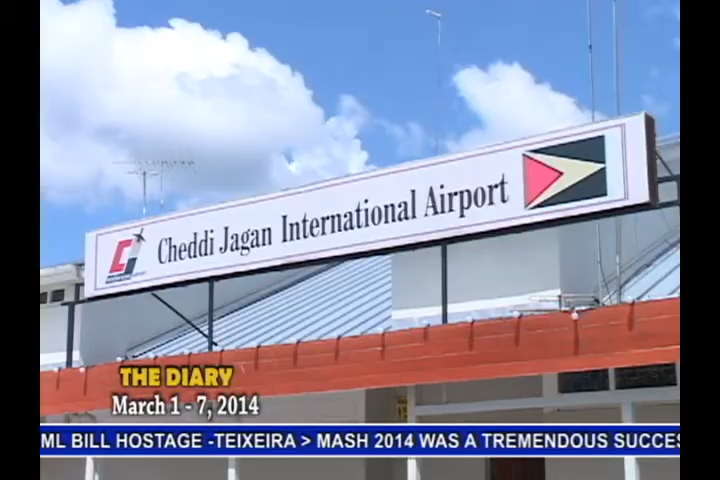 Cheddi Jagan International Airport
THE DIARY
March 1 - 7, 2014
ML BILL HOSTAGE -TEIXEIRA > MASH 2014 WAS A TREMENDOUS SUCCES